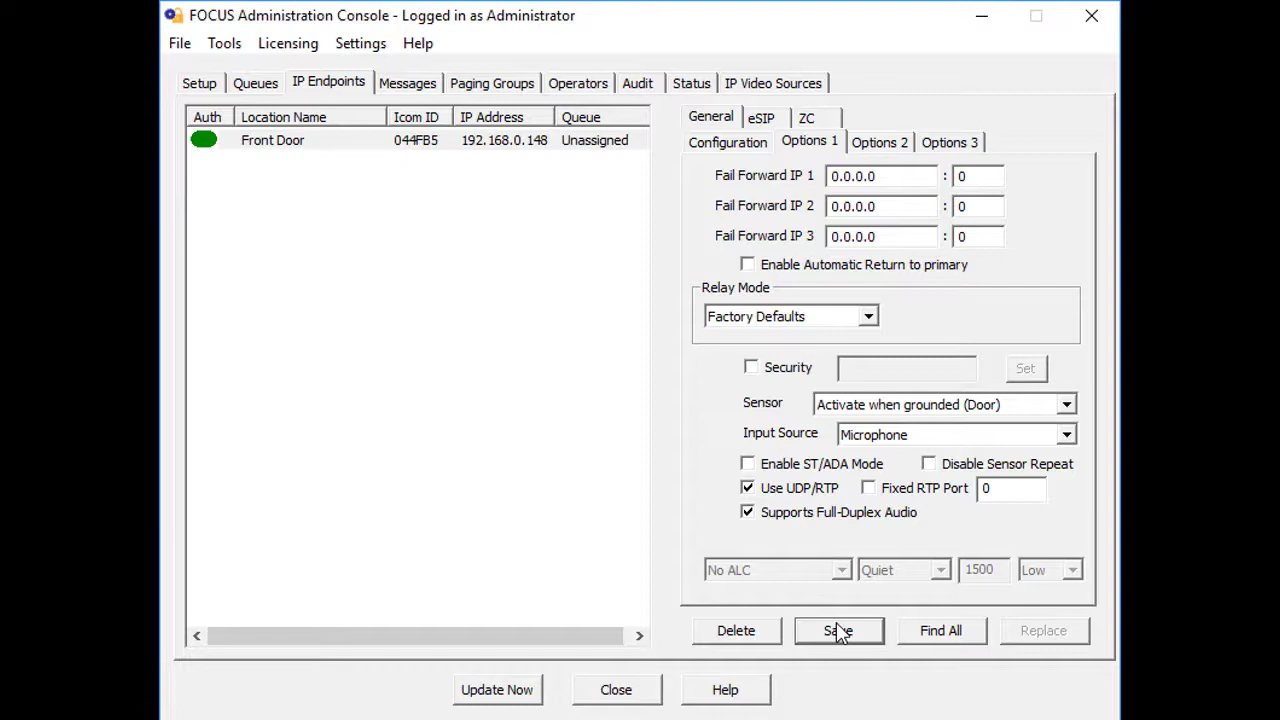 FOCUS Administration Console - Logged in as Administrator
File Tools Licensing Settings Help
Setup Queues IP Endpoints Messages Paging Groups Operators Audit Status IP Video Sources
Auth Location Name Icom ID IP Address Queue
Front Door 044FB5 192.168.0.148 Unassigned
General eSIP ZC
Configuration Options 1 Options 2 Options 3
Fail Forward IP 1 0.0.0.0 : 0
Fail Forward IP 2 0.0.0.0 : 0
Fail Forward IP 3 0.0.0.0 : 0
Enable Automatic Return to primary
Relay Mode
Factory Defaults
Security Set
Sensor Activate when grounded (Door)
Input Source Microphone
Enable ST/ADA Mode Disable Sensor Repeat
Use UDP/RTP Fixed RTP Port 0
Supports Full-Duplex Audio
No ALC Quiet 1500 Low
Delete Save Find All Replace
Update Now Close Help